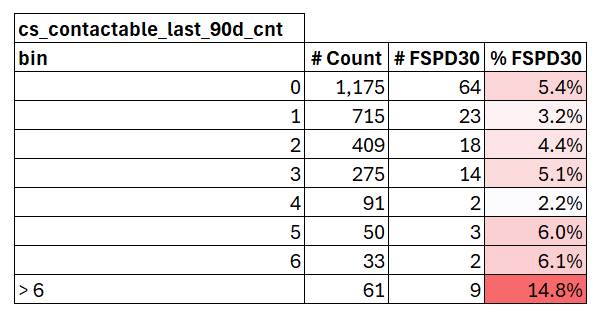 cs_contactable_last_90d_cnt
bin # Count # FSPD30 % FSPD30
0 1,175 64 5.4%
1 715 23 3.2%
2 409 18 4.4%
3 275 14 5.1%
4 91 2 2.2%
5 50 3 6.0%
6 33 2 6.1%
> 6 61 9 14.8%